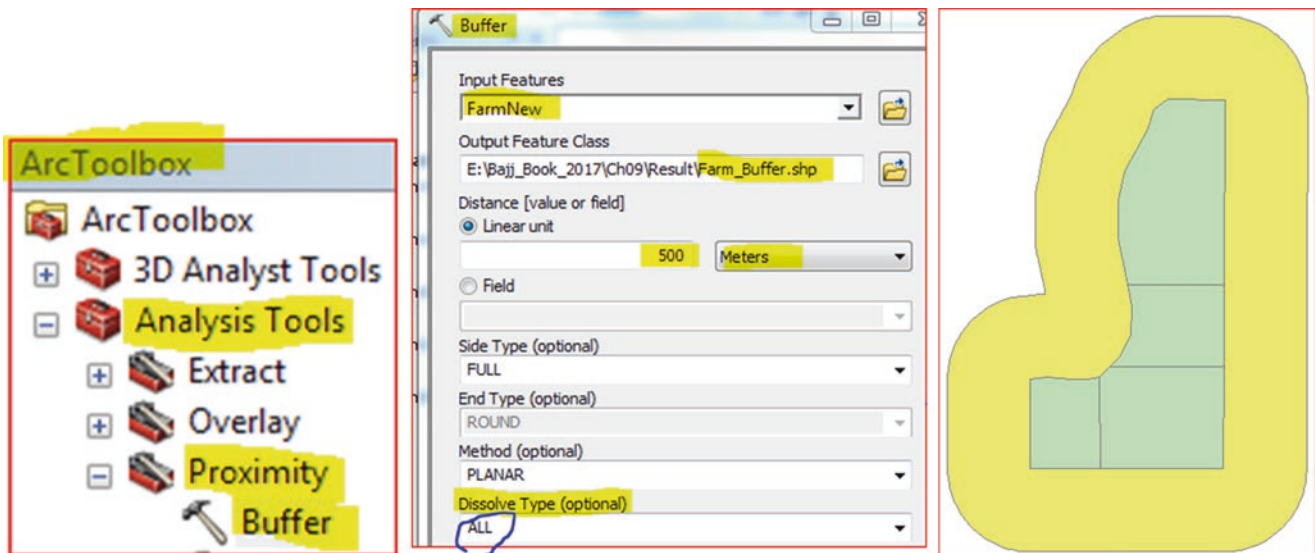 ArcToolbox
ArcToolbox
3D Analyst Tools
Analysis Tools
Extract
Overlay
Proximity
Buffer
Buffer
Input Features
FarmNew
Output Feature Class
E:\Bajj_Book_2017\Ch09\Result\Farm_Buffer.shp
Distance [value or field]
Linear unit
500 Meters
Field
Side Type (optional)
FULL
End Type (optional)
ROUND
Method (optional)
PLANAR
Dissolve Type (optional)
ALL